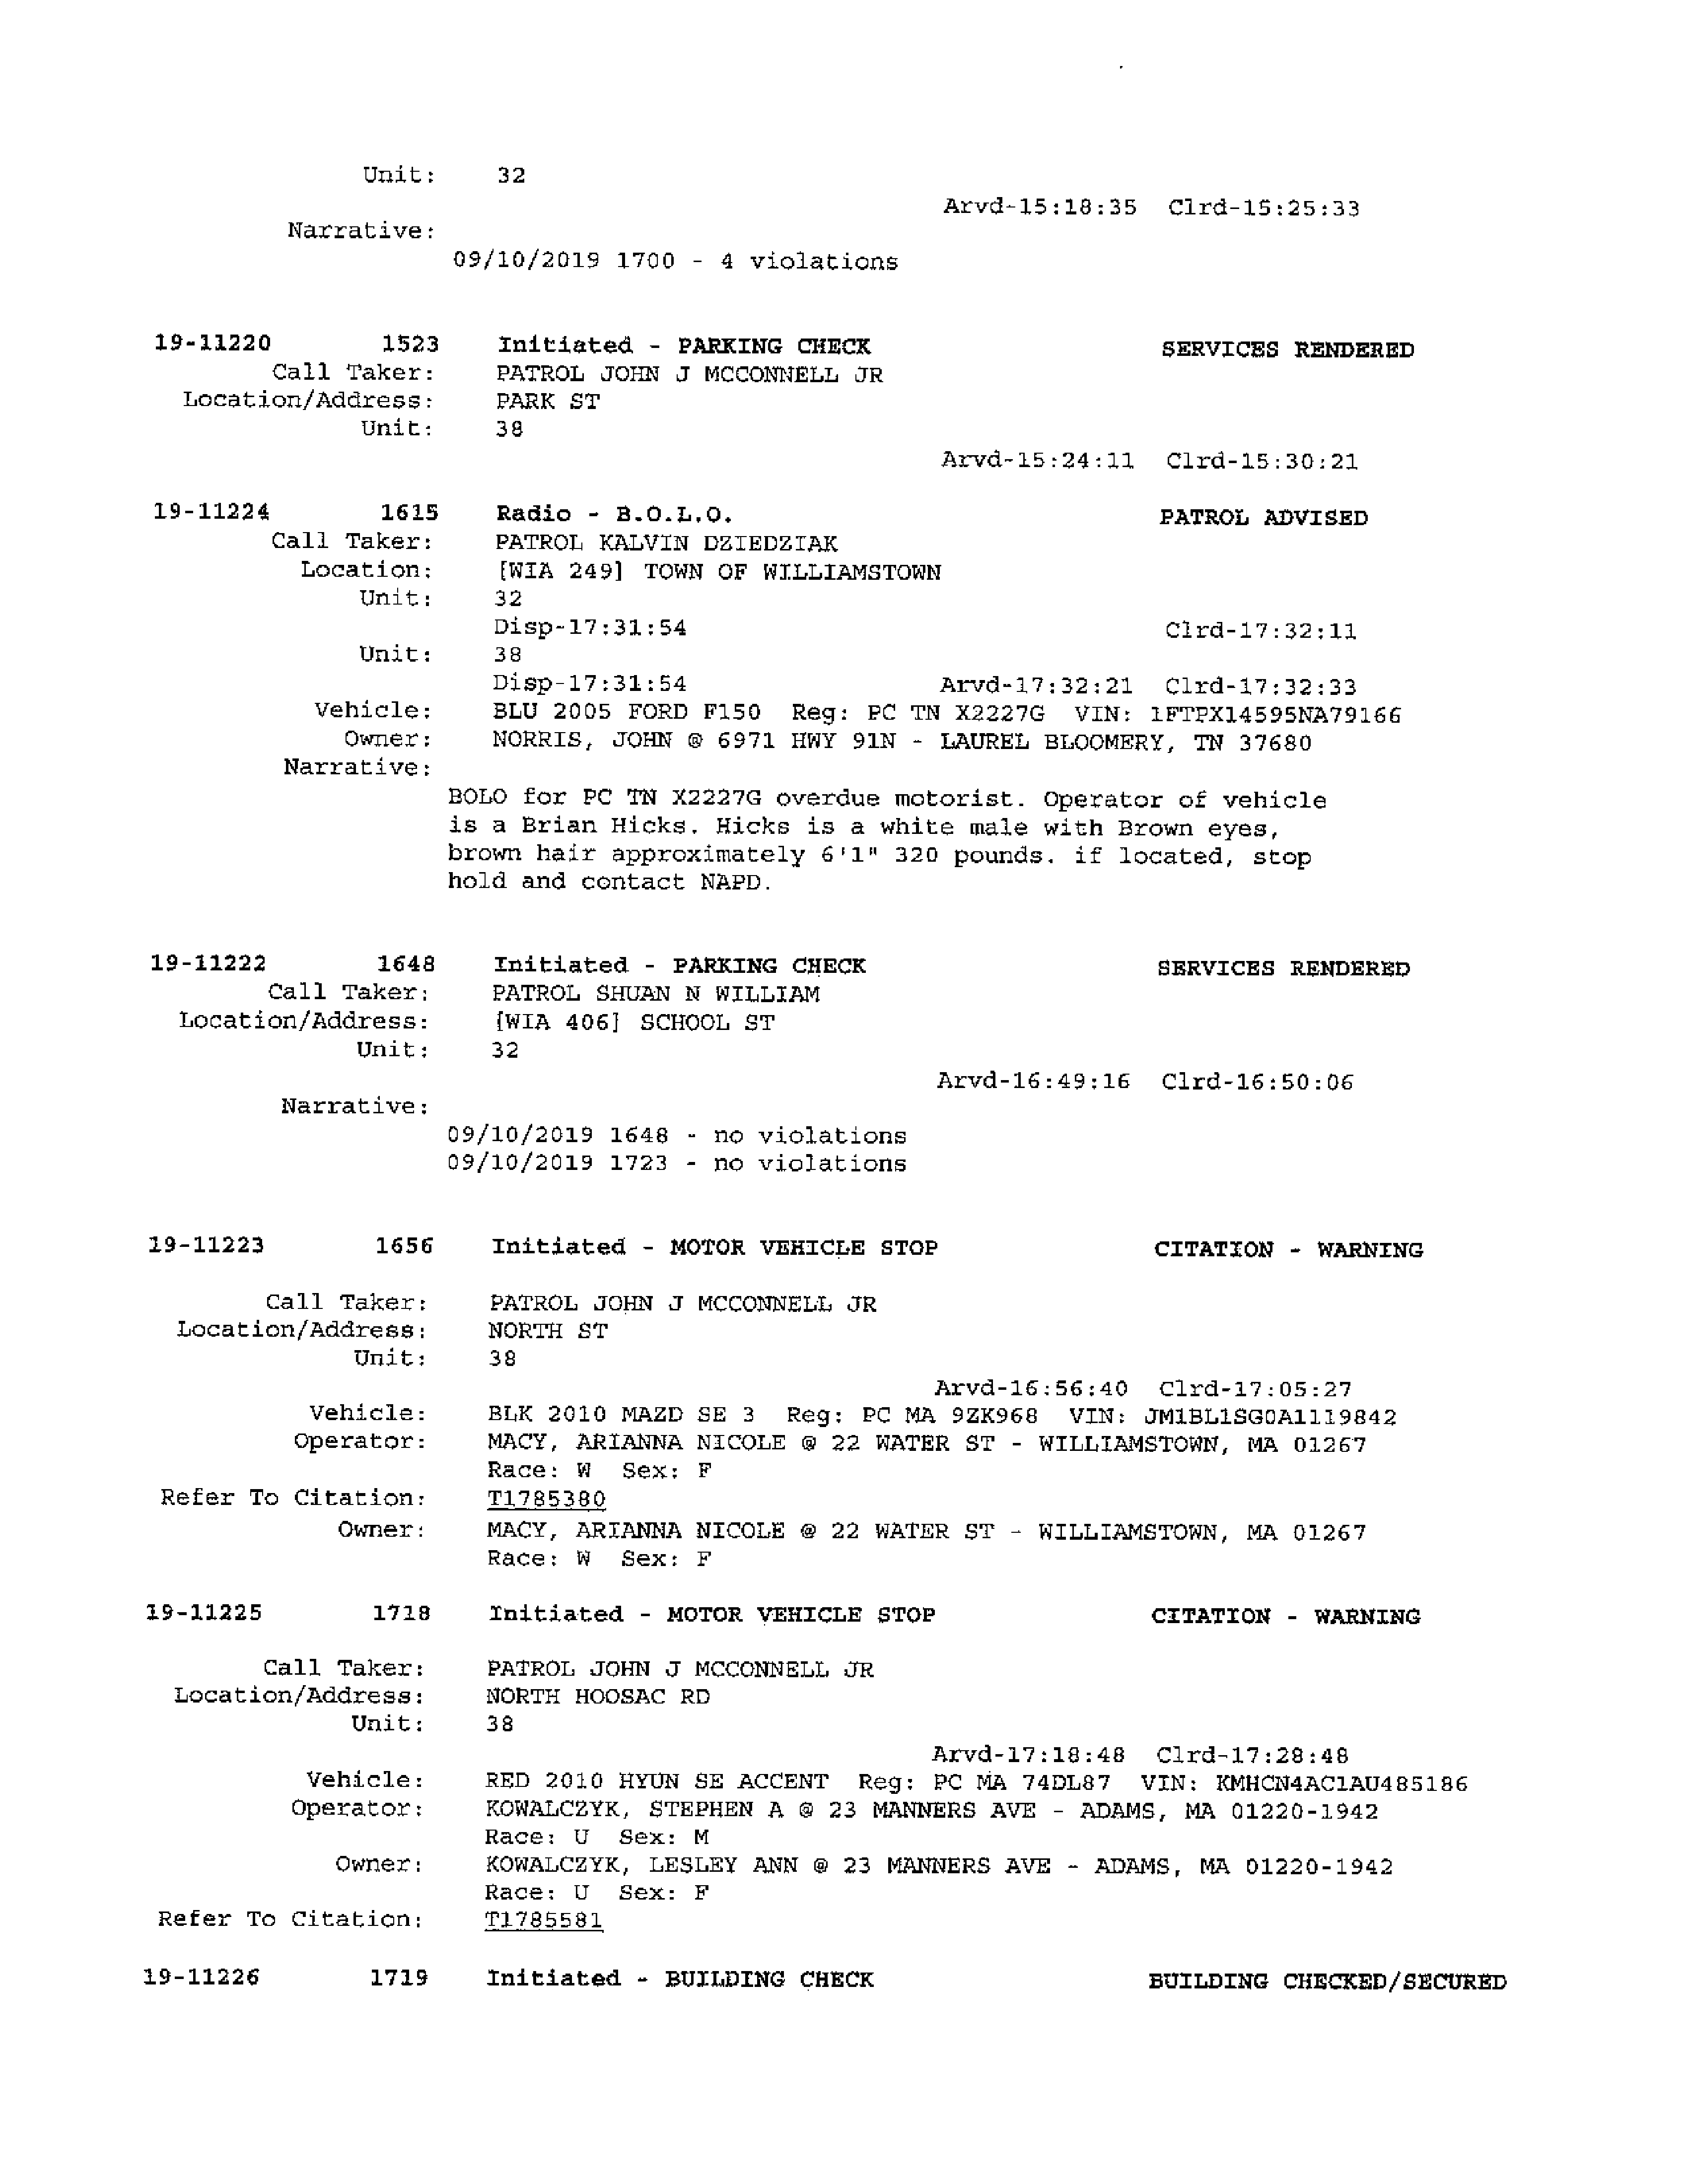 Unit: 32
Arvd-15:18:35 Clrd-15:25:33
Narrative:
09/10/2019 1700 - 4 violations
19-11220 1523 Initiated - PARKING CHECK SERVICES RENDERED
Call Taker: PATROL JOHN J MCCONNELL JR
Location/Address: PARK ST
Unit: 38
Arvd-15:24:11 Clrd-15:30:21
19-11224 1615 Radio - B.O.L.O. PATROL ADVISED
Call Taker: PATROL KALVIN DZIEDZIAK
Location: [WIA 249] TOWN OF WILLIAMSTOWN
Unit: 32
Disp-17:31:54 Clrd-17:32:11
Unit: 38
Disp-17:31:54 Arvd-17:32:21 Clrd-17:32:33
Vehicle: BLU 2005 FORD F150 Reg: PC TN X2227G VIN: 1FTPX14595NA79166
Owner: NORRIS, JOHN @ 6971 HWY 91N - LAUREL BLOOMERY, TN 37680
Narrative:
BOLO for PC TN X2227G overdue motorist. Operator of vehicle
is a Brian Hicks. Hicks is a white male with Brown eyes,
brown hair approximately 6'1" 320 pounds. if located, stop
hold and contact NAPD.
19-11222 1648 Initiated - PARKING CHECK SERVICES RENDERED
Call Taker: PATROL SHUAN N WILLIAM
Location/Address: [WIA 406] SCHOOL ST
Unit: 32
Arvd-16:49:16 Clrd-16:50:06
Narrative:
09/10/2019 1648 - no violations
09/10/2019 1723 - no violations
19-11223 1656 Initiated - MOTOR VEHICLE STOP CITATION - WARNING
Call Taker: PATROL JOHN J MCCONNELL JR
Location/Address: NORTH ST
Unit: 38
Arvd-16:56:40 Clrd-17:05:27
Vehicle: BLK 2010 MAZD SE 3 Reg: PC MA 9ZK968 VIN: JM1BL1SG0A1119842
Operator: MACY, ARIANNA NICOLE @ 22 WATER ST - WILLIAMSTOWN, MA 01267
Race: W Sex: F
Refer To Citation: T1785380
Owner: MACY, ARIANNA NICOLE @ 22 WATER ST - WILLIAMSTOWN, MA 01267
Race: W Sex: F
19-11225 1718 Initiated - MOTOR VEHICLE STOP CITATION - WARNING
Call Taker: PATROL JOHN J MCCONNELL JR
Location/Address: NORTH HOOSAC RD
Unit: 38
Arvd-17:18:48 Clrd-17:28:48
Vehicle: RED 2010 HYUN SE ACCENT Reg: PC MA 74DL87 VIN: KMHCN4AC1AU485186
Operator: KOWALCZYK, STEPHEN A @ 23 MANNERS AVE - ADAMS, MA 01220-1942
Race: U Sex: M
Owner: KOWALCZYK, LESLEY ANN @ 23 MANNERS AVE - ADAMS, MA 01220-1942
Race: U Sex: F
Refer To Citation: T1785581
19-11226 1719 Initiated - BUILDING CHECK BUILDING CHECKED/SECURED